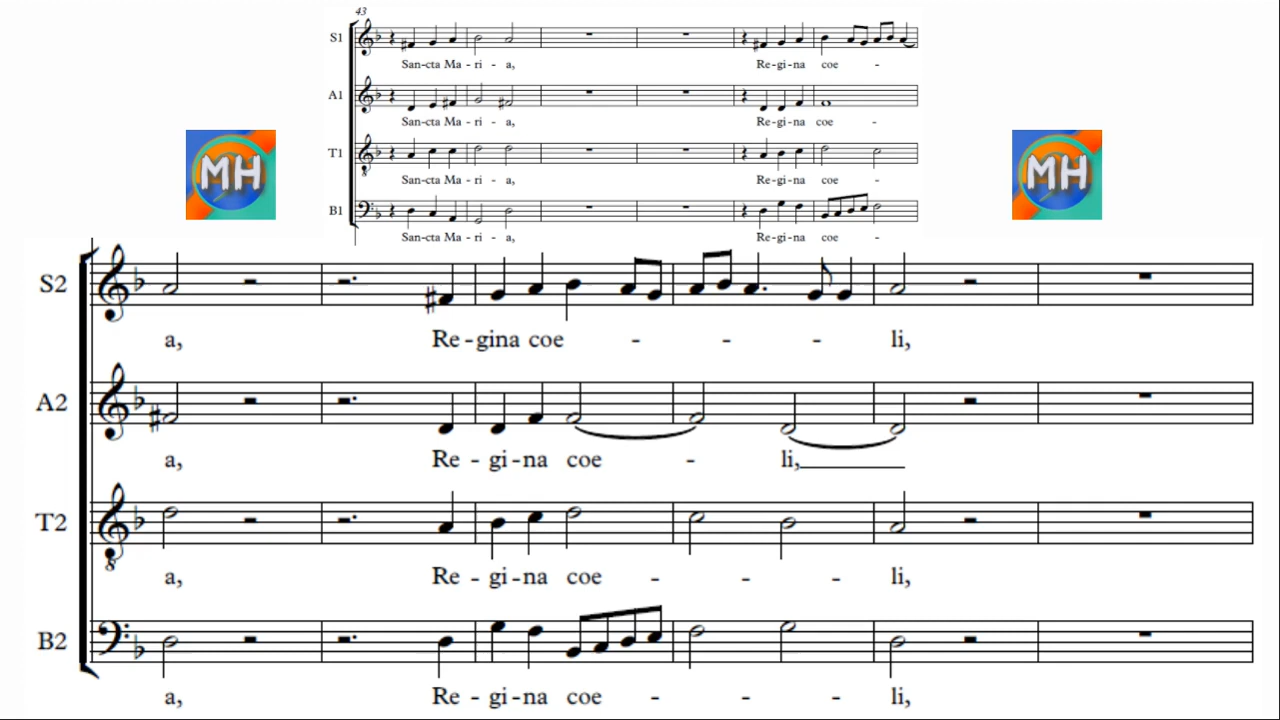 43
S1
San-cta Ma - ri - a, Re-gi-na coe -
A1
San-cta Ma - ri - a, Re-gi-na coe -
T1
8
San-cta Ma - ri - a, Re-gi-na coe -
B1
San-cta Ma - ri - a, Re-gi-na coe -
MH MH
S2
a, Re-gina coe - - - li,
A2
a, Re - gi-na coe - li,
T2
8
a, Re - gi-na coe - - - li,
B2
a, Re - gi-na coe - - - li,